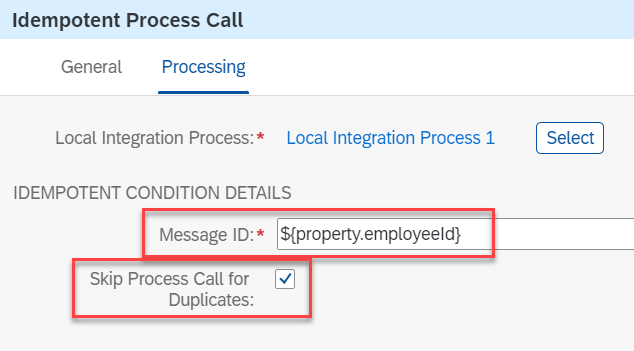 Idempotent Process Call
General Processing
Local Integration Process:* Local Integration Process 1 Select
IDEMPOTENT CONDITION DETAILS
Message ID:* ${property.employeeId}
Skip Process Call for
Duplicates: